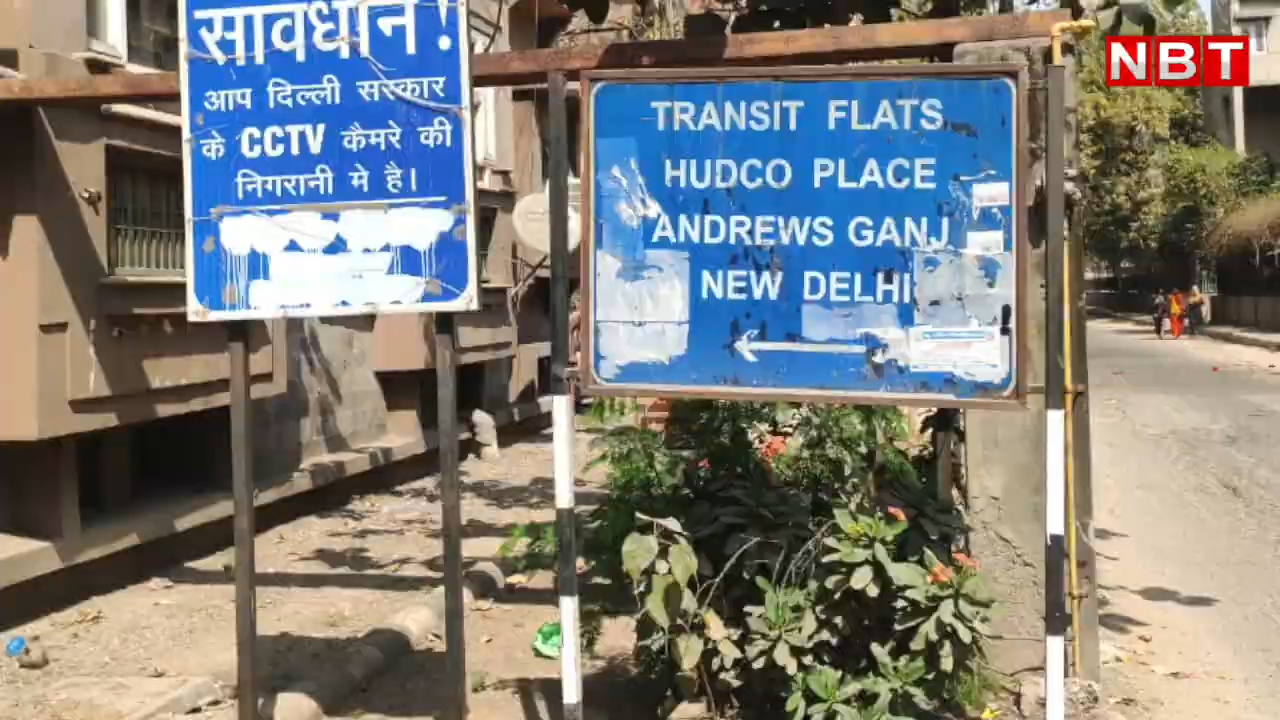 सावधान !
आप दिल्ली सरकार
के CCTV कैमरे की
निगरानी मे है।
TRANSIT FLATS
HUDCO PLACE
ANDREWS GANJ
NEW DELHI
NBT